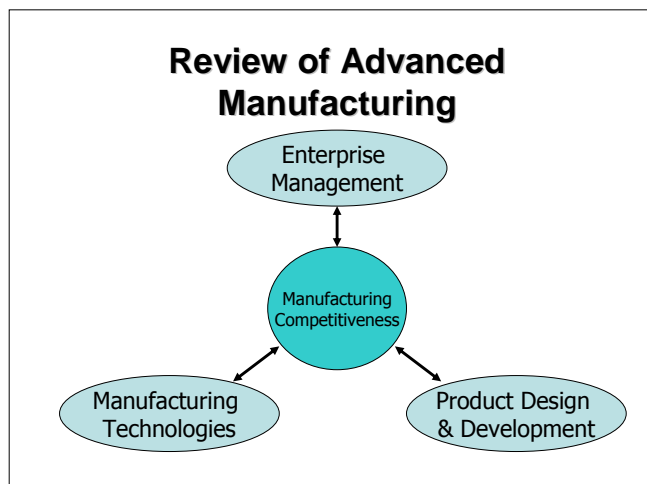 Review of Advanced
Manufacturing
Enterprise
Management
Manufacturing
Competitiveness
Manufacturing
Technologies
Product Design
& Development